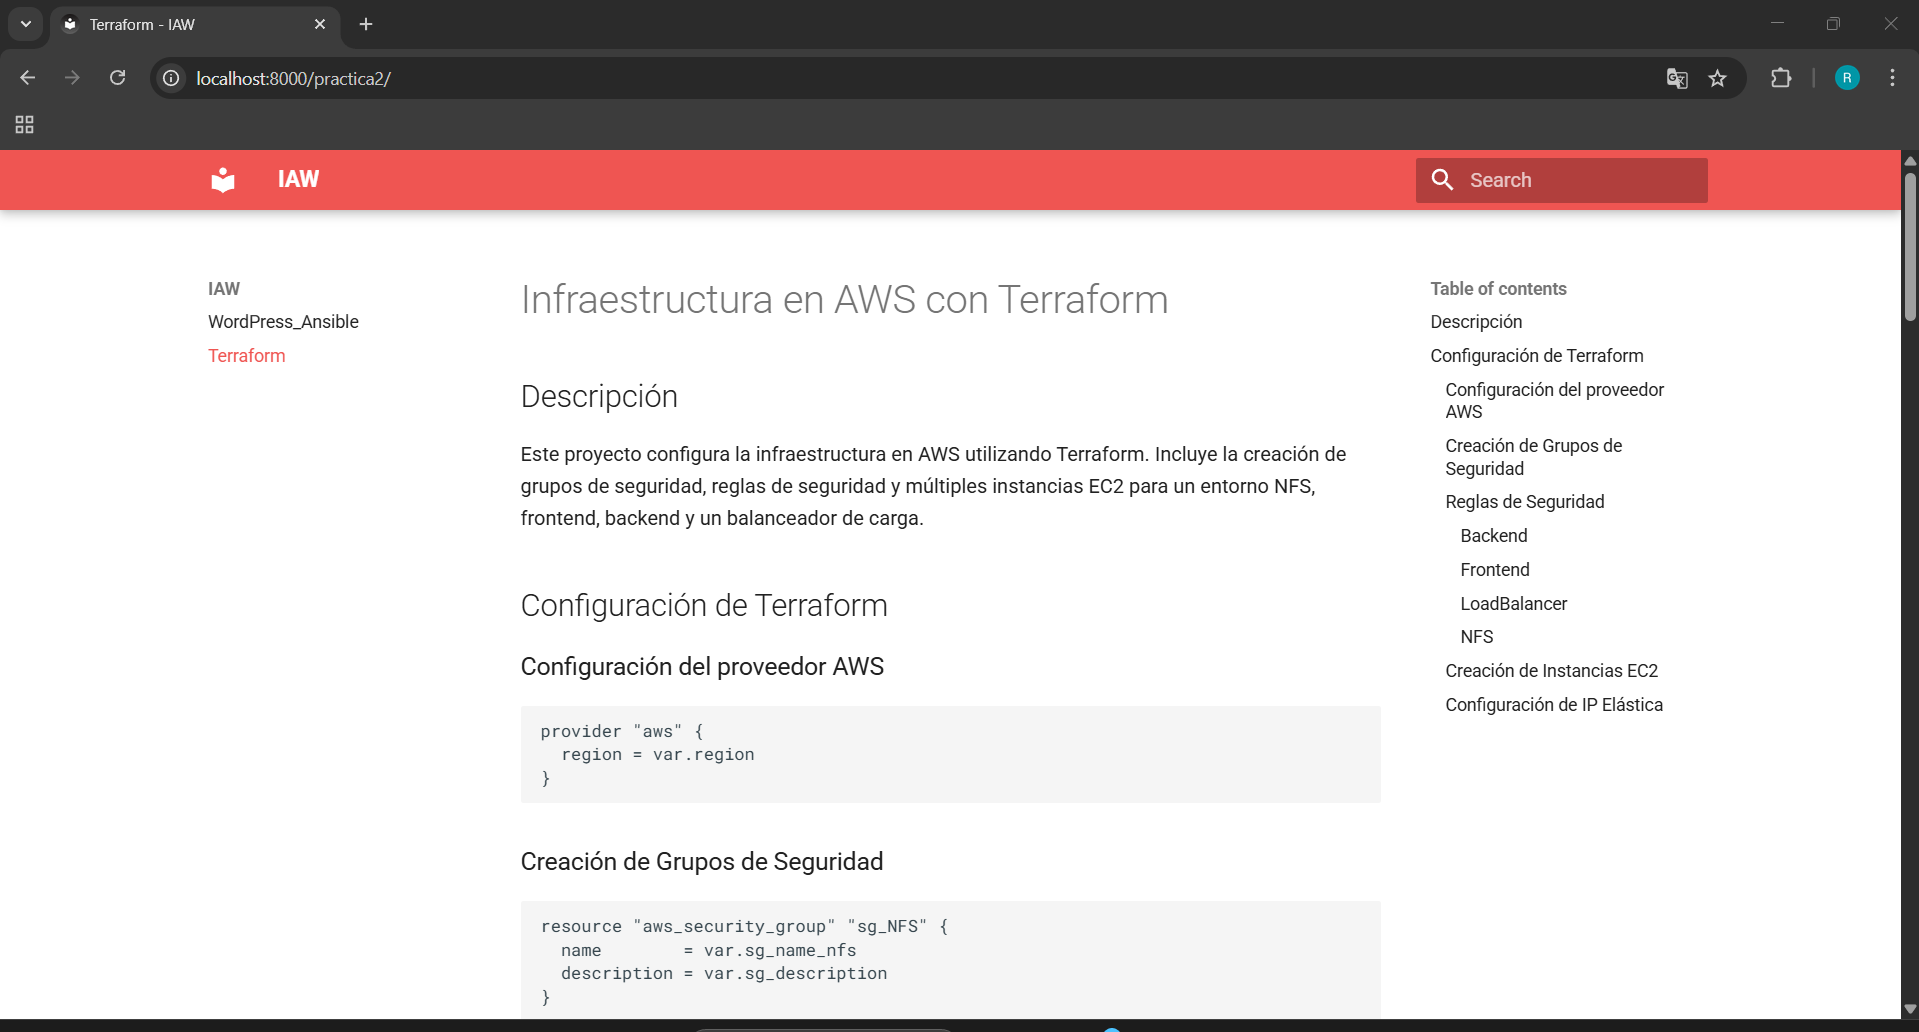 Terraform - IAW
localhost:8000/practica2/
R
IAW
Search
IAW
WordPress_Ansible
Terraform
Infraestructura en AWS con Terraform
Descripción
Este proyecto configura la infraestructura en AWS utilizando Terraform. Incluye la creación de
grupos de seguridad, reglas de seguridad y múltiples instancias EC2 para un entorno NFS,
frontend, backend y un balanceador de carga.
Configuración de Terraform
Configuración del proveedor AWS
provider "aws" {
  region = var.region
}
Creación de Grupos de Seguridad
resource "aws_security_group" "sg_NFS" {
  name        = var.sg_name_nfs
  description = var.sg_description
}
Table of contents
Descripción
Configuración de Terraform
Configuración del proveedor
AWS
Creación de Grupos de
Seguridad
Reglas de Seguridad
Backend
Frontend
LoadBalancer
NFS
Creación de Instancias EC2
Configuración de IP Elástica